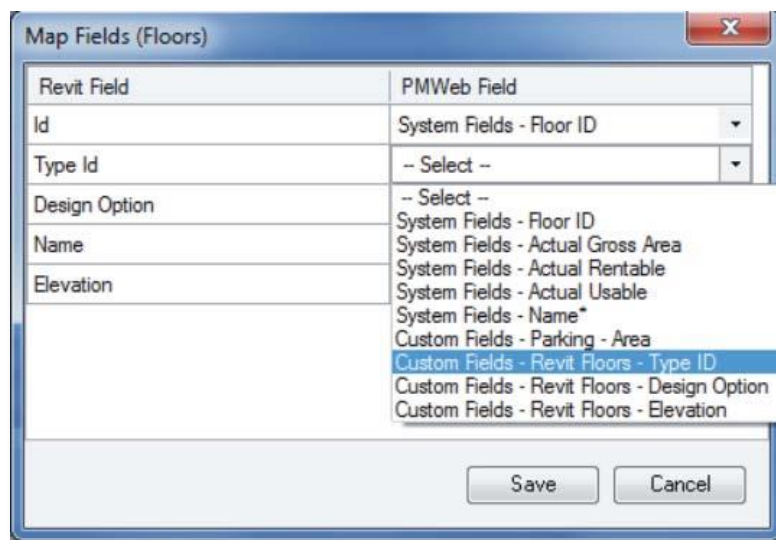 Map Fields (Floors)
Revit Field PMWeb Field
Id System Fields - Floor ID
Type Id -- Select --
Design Option -- Select --
System Fields - Floor ID
Name System Fields - Actual Gross Area
System Fields - Actual Rentable
Elevation System Fields - Actual Usable
System Fields - Name*
Custom Fields - Parking - Area
Custom Fields - Revit Floors - Type ID
Custom Fields - Revit Floors - Design Option
Custom Fields - Revit Floors - Elevation
Save Cancel